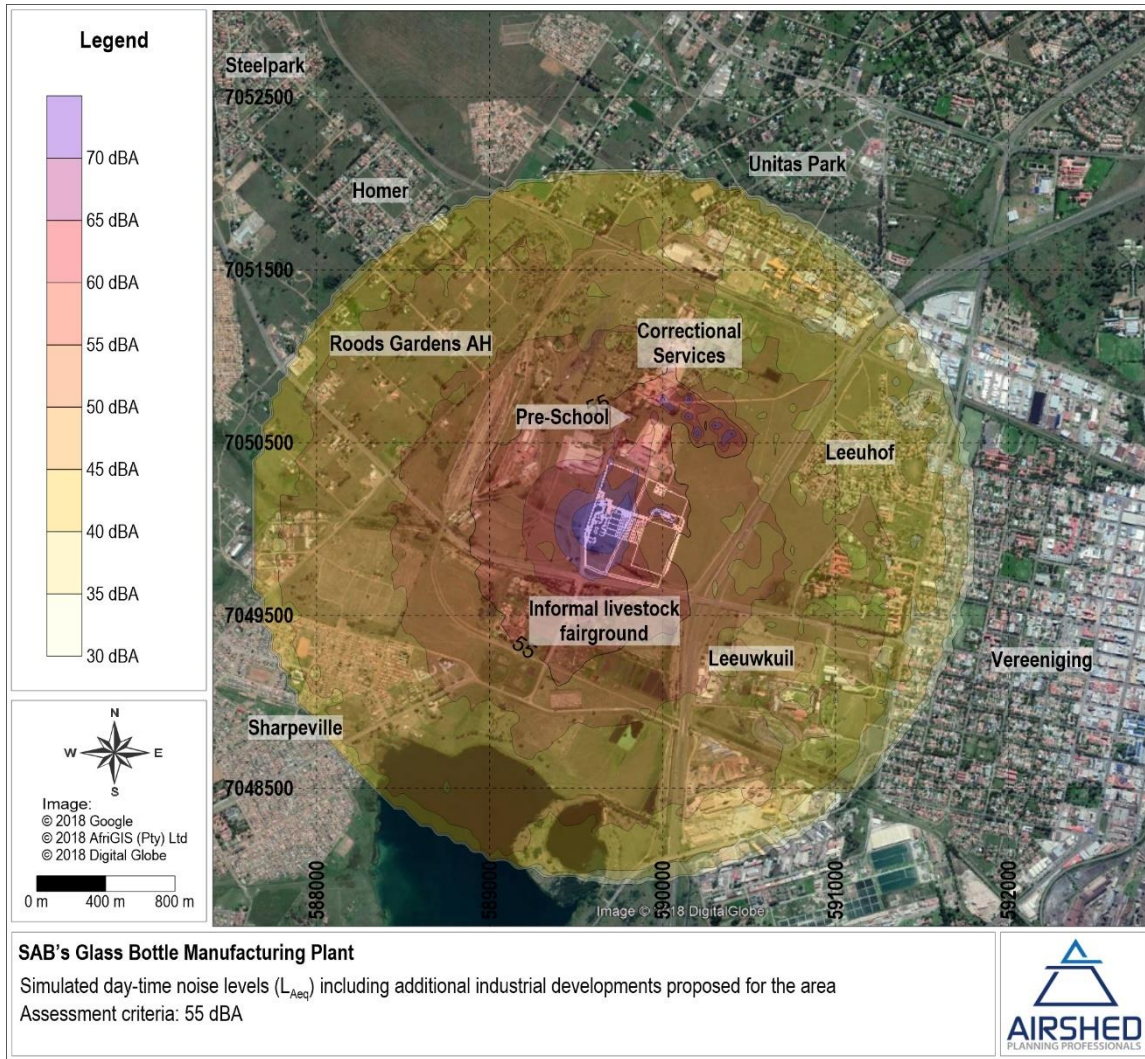 Legend
70 dBA
65 dBA
60 dBA
55 dBA
50 dBA
45 dBA
40 dBA
35 dBA
30 dBA
N
W E
S
Image:
© 2018 Google
© 2018 AfriGIS (Pty) Ltd
© 2018 Digital Globe
0 m 400 m 800 m
Steelpark
7052500
Unitas Park
Homer
7051500
Roods Gardens AH
Correctional
Services
55
Pre-School
7050500
Leeuhof
7049500
Informal livestock
fairground
55
Leeuwkuil
Vereeniging
Sharpeville
7048500
588000
589000
590000
591000
592000
Image © 2018 DigitalGlobe
SAB's Glass Bottle Manufacturing Plant
Simulated day-time noise levels (LAeq) including additional industrial developments proposed for the area
Assessment criteria: 55 dBA
AIRSHED
PLANNING PROFESSIONALS